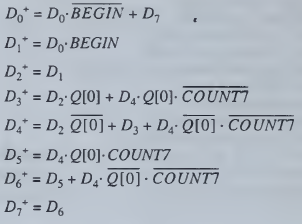 D₀⁺ = D₀·B̅E̅G̅I̅N̅ + D₇
D₁⁺ = D₀·BEGIN
D₂⁺ = D₁
D₃⁺ = D₂·Q[0] + D₄·Q[0]·C̅O̅U̅N̅T̅7̅
D₄⁺ = D₂ Q̅[̅0̅]̅ + D₃ + D₄·Q̅[̅0̅]̅ · C̅O̅U̅N̅T̅7̅
D₅⁺ = D₄·Q[0]·COUNT7
D₆⁺ = D₅ + D₄·Q̅[̅0̅]̅ · C̅O̅U̅N̅T̅7̅
D₇⁺ = D₆